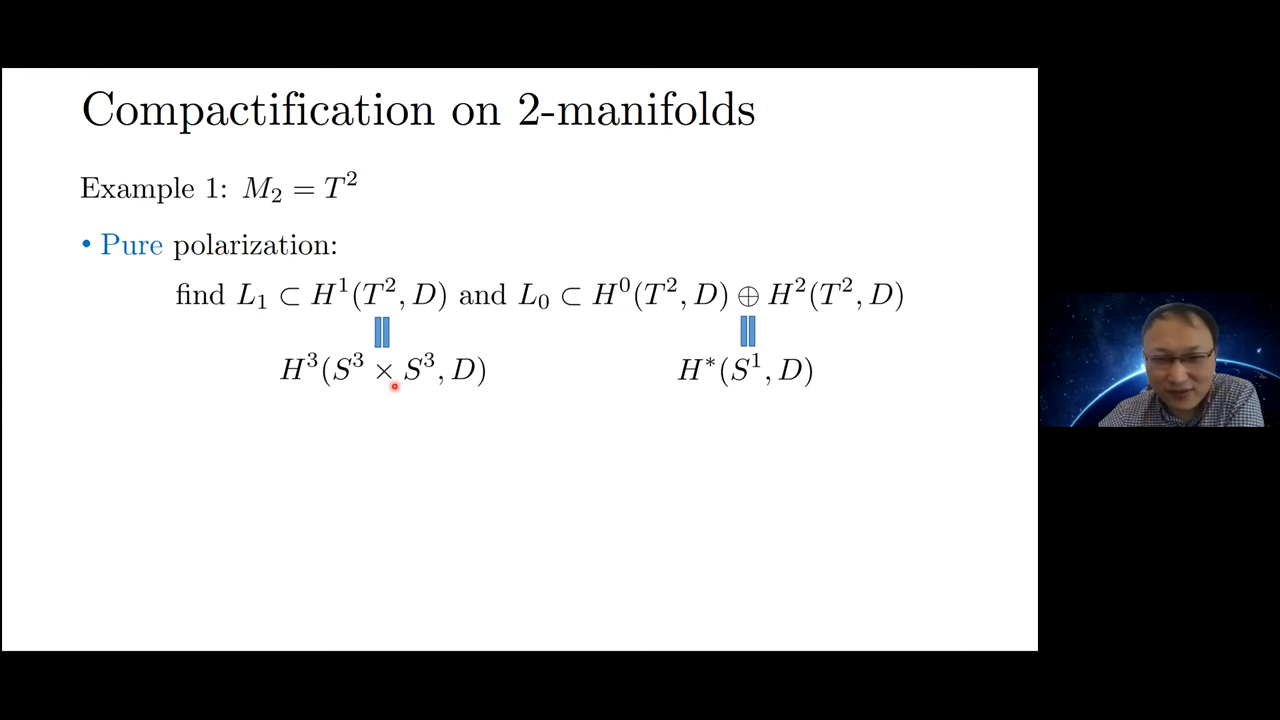 Compactification on 2-manifolds
Example 1: M₂ = T²
• Pure polarization:
find L₁ ⊂ H¹(T², D) and L₀ ⊂ H⁰(T², D) ⊕ H²(T², D)
H³(S³ × S³, D) H*(S¹, D)